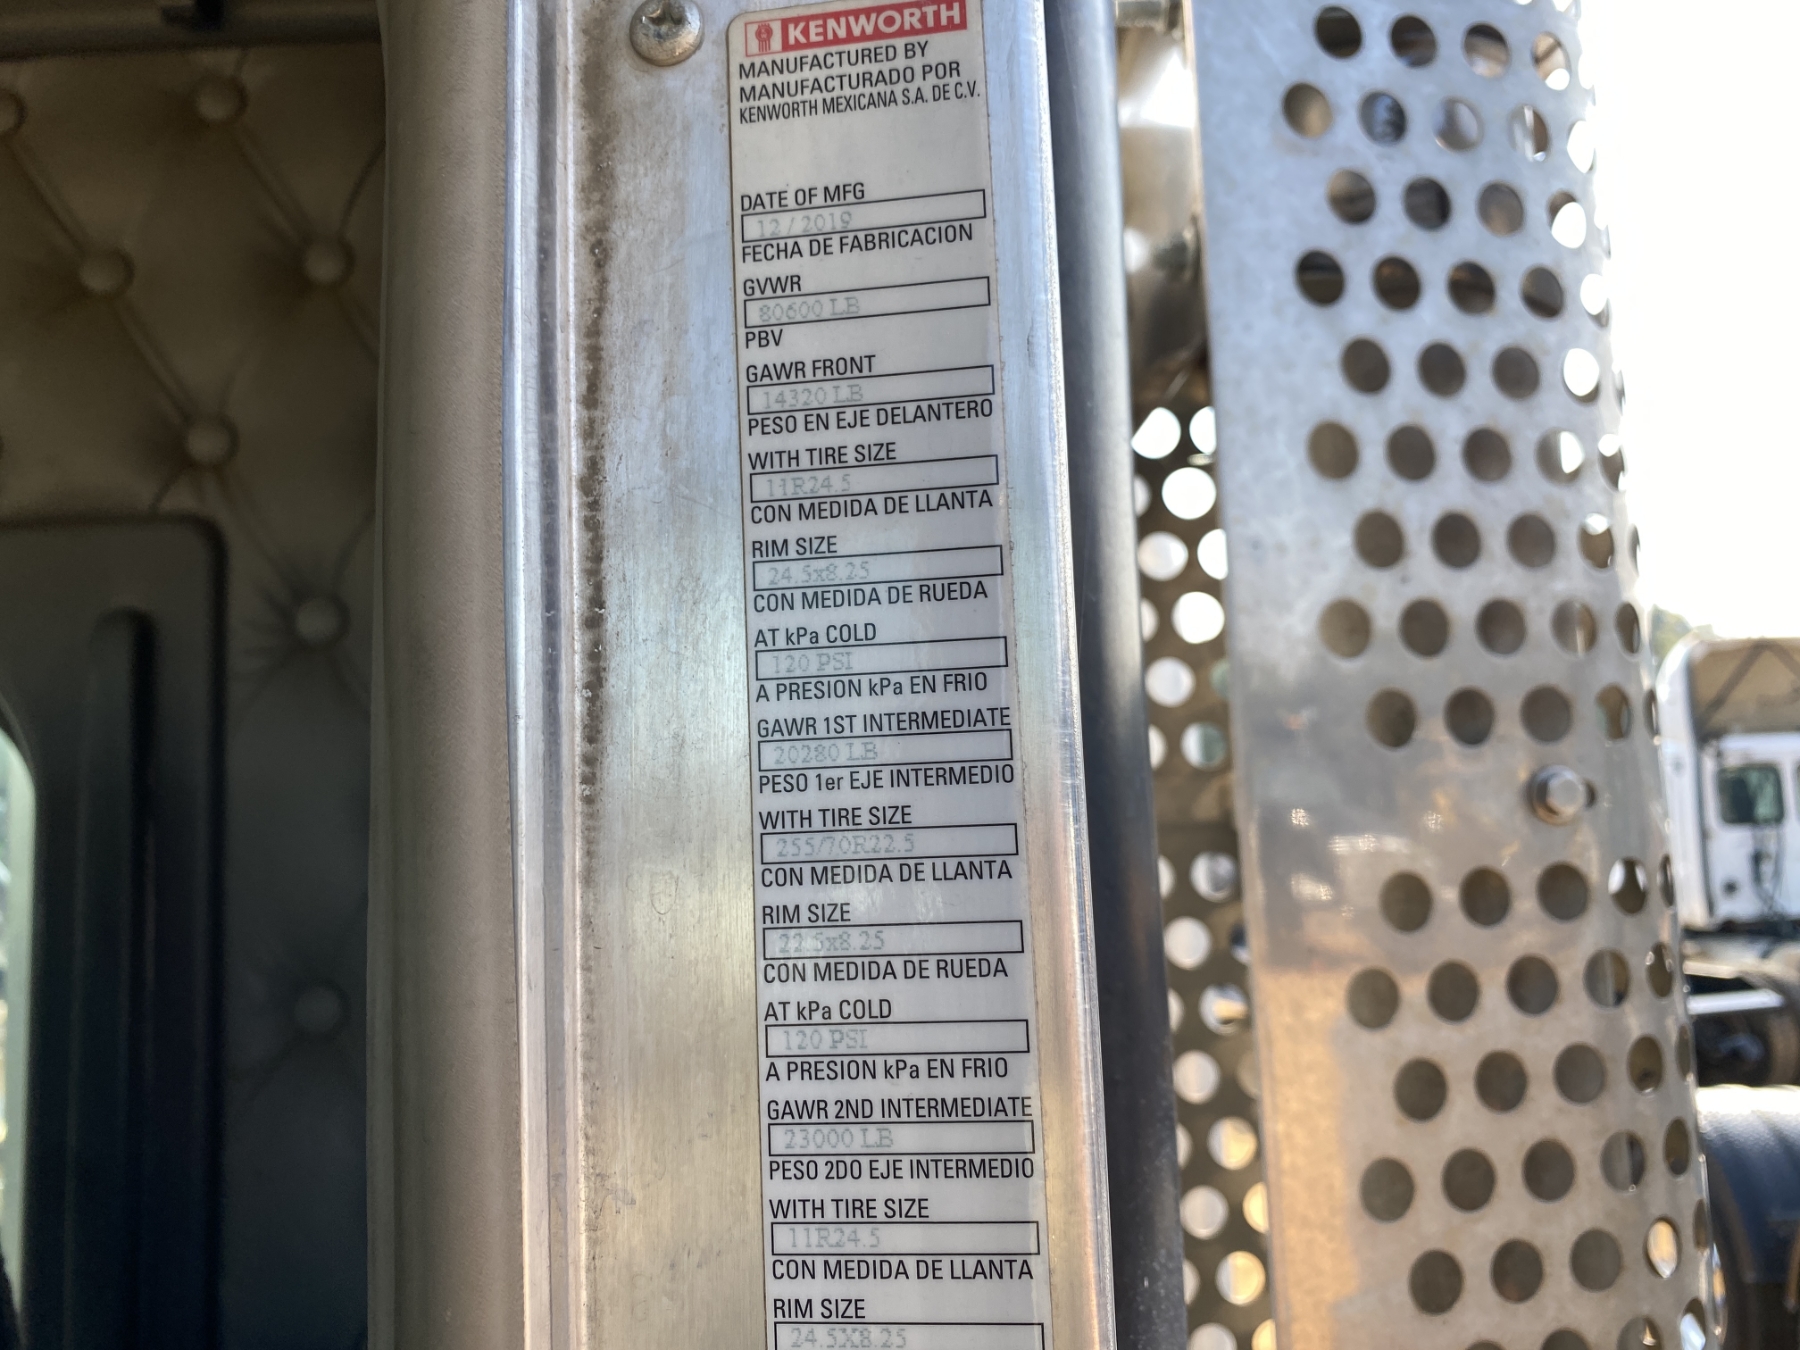 KENWORTH
MANUFACTURED BY
MANUFACTURADO POR
KENWORTH MEXICANA S.A. DE C.V.
DATE OF MFG
12/2019
FECHA DE FABRICACION
GVWR
80600 LB
PBV
GAWR FRONT
14320 LB
PESO EN EJE DELANTERO
WITH TIRE SIZE
11R24.5
CON MEDIDA DE LLANTA
RIM SIZE
24.5x8.25
CON MEDIDA DE RUEDA
AT kPa COLD
120 PSI
A PRESION kPa EN FRIO
GAWR 1ST INTERMEDIATE
20280 LB
PESO 1er EJE INTERMEDIO
WITH TIRE SIZE
255/70R22.5
CON MEDIDA DE LLANTA
RIM SIZE
22.5x8.25
CON MEDIDA DE RUEDA
AT kPa COLD
120 PSI
A PRESION kPa EN FRIO
GAWR 2ND INTERMEDIATE
23000 LB
PESO 2DO EJE INTERMEDIO
WITH TIRE SIZE
11R24.5
CON MEDIDA DE LLANTA
RIM SIZE
24.5X8.25